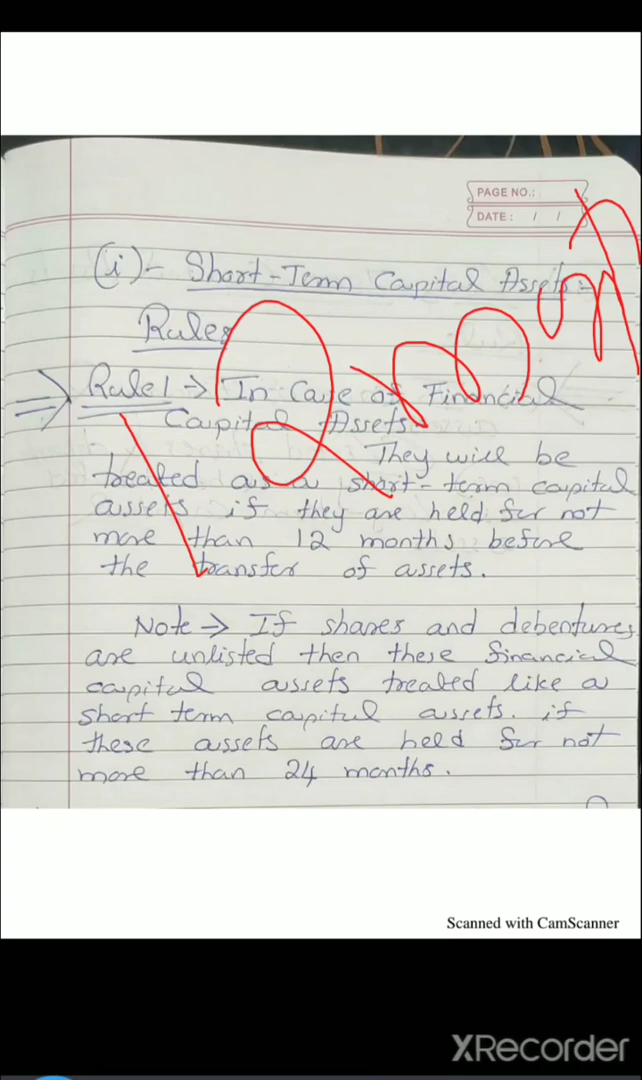 PAGE NO.:
DATE: / /
(i)- Short-Term Capital Assets:-
Rules
Rule 1 → In Case of Financial
Capital Assets-
They will be
treated as a short-term capital
assets if they are held for not
more than 12 months before
the transfer of assets.
Note → If shares and debentures
are unlisted then these financial
capital assets treated like a
short term capital assets. if
these assets are held for not
more than 24 months.
Scanned with CamScanner
XRecorder